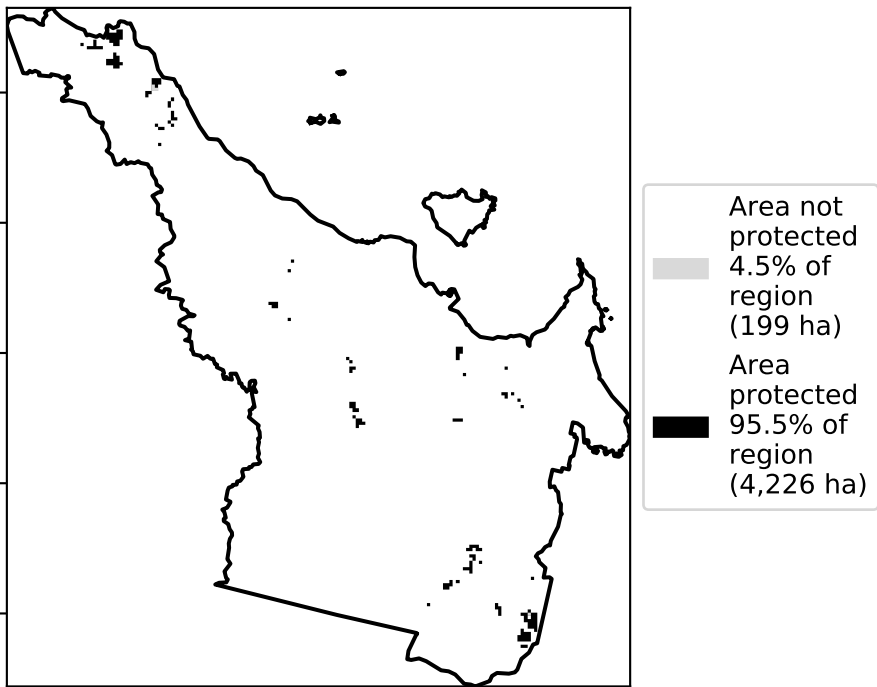 Area not
protected
4.5% of
region
(199 ha)
Area
protected
95.5% of
region
(4,226 ha)